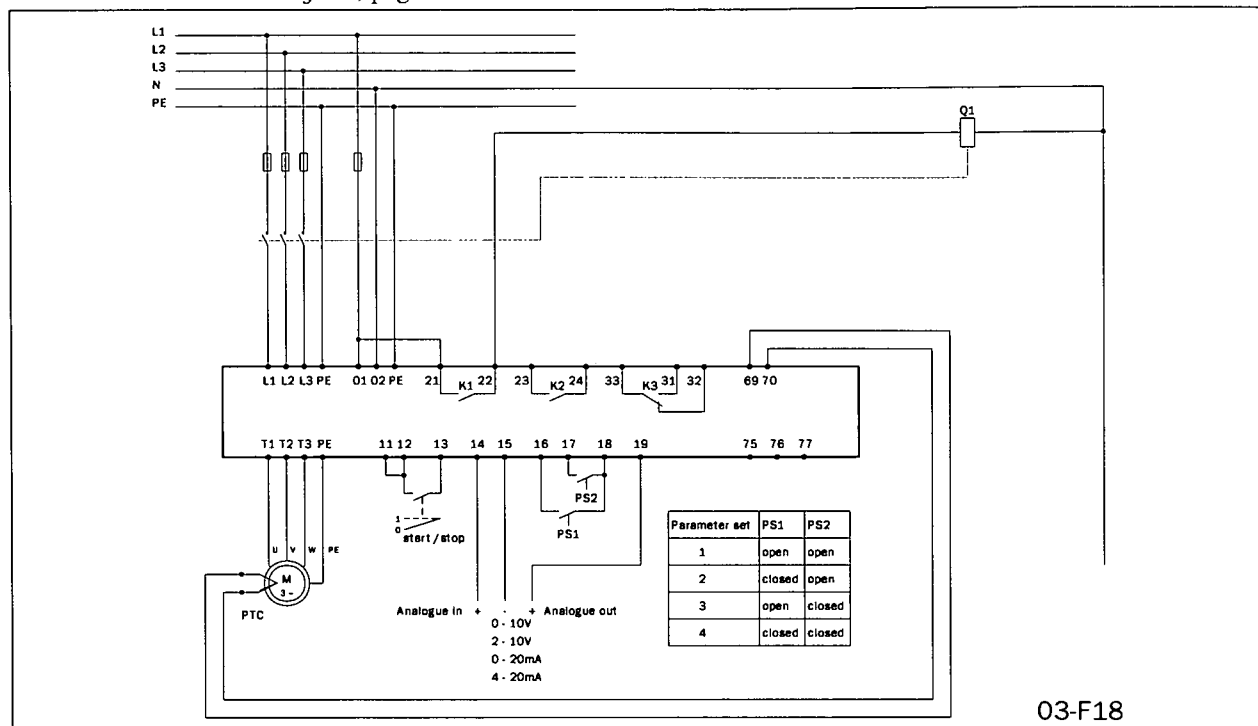 L1
L2
L3
N
PE
Q1
L1 L2 L3 PE 01 02 PE 21 K1 22 23 K2 24 33 K3 31 32 69 70
T1 T2 T3 PE 11 12 13 14 15 16 17 18 19 75 76 77
PS2
PS1
1
0
start / stop
U V W PE
M
3 ~
PTC
Analogue in + - + Analogue out
0 - 10V
2 - 10V
0 - 20mA
4 - 20mA
Parameter set PS1 PS2
1 open open
2 closed open
3 open closed
4 closed closed
03-F18